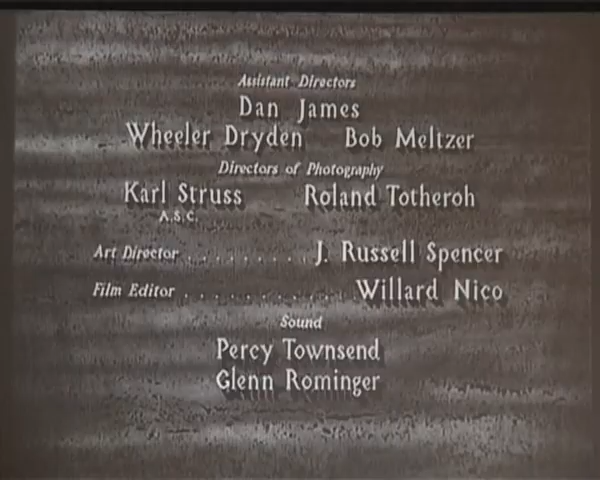 Assistant Directors
Dan James
Wheeler Dryden Bob Meltzer
Directors of Photography
Karl Struss Roland Totheroh
A.S.C.
Art Director . . . . . . . . . J. Russell Spencer
Film Editor . . . . . . . . . . . Willard Nico
Sound
Percy Townsend
Glenn Rominger